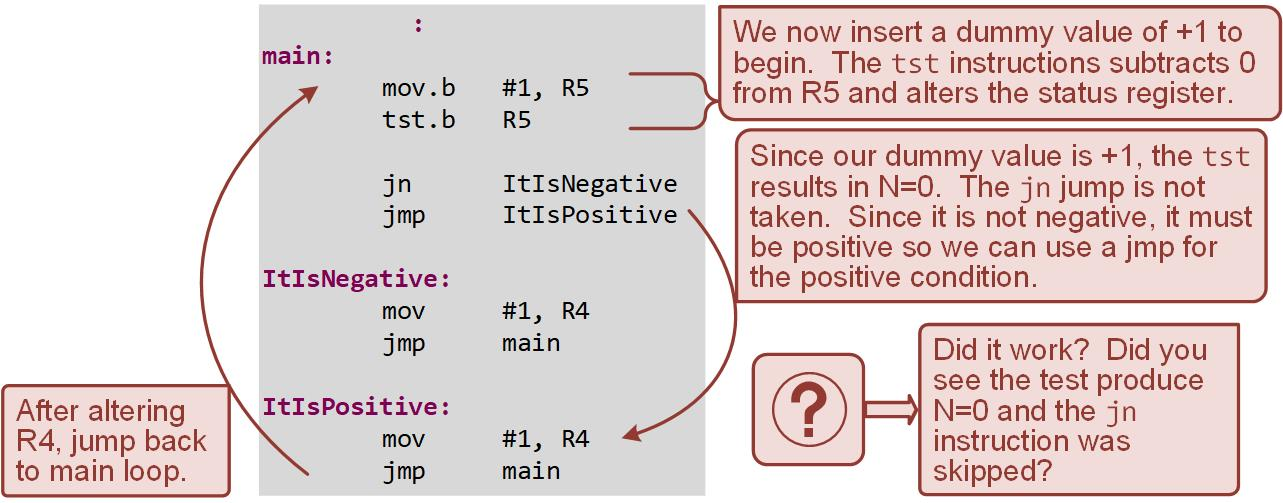 :
main:
mov.b #1, R5
tst.b R5
jn ItIsNegative
jmp ItIsPositive
ItIsNegative:
mov #1, R4
jmp main
ItIsPositive:
mov #1, R4
jmp main
We now insert a dummy value of +1 to
begin. The tst instructions subtracts 0
from R5 and alters the status register.
Since our dummy value is +1, the tst
results in N=0. The jn jump is not
taken. Since it is not negative, it must
be positive so we can use a jmp for
the positive condition.
After altering
R4, jump back
to main loop.
?
Did it work? Did you
see the test produce
N=0 and the jn
instruction was
skipped?